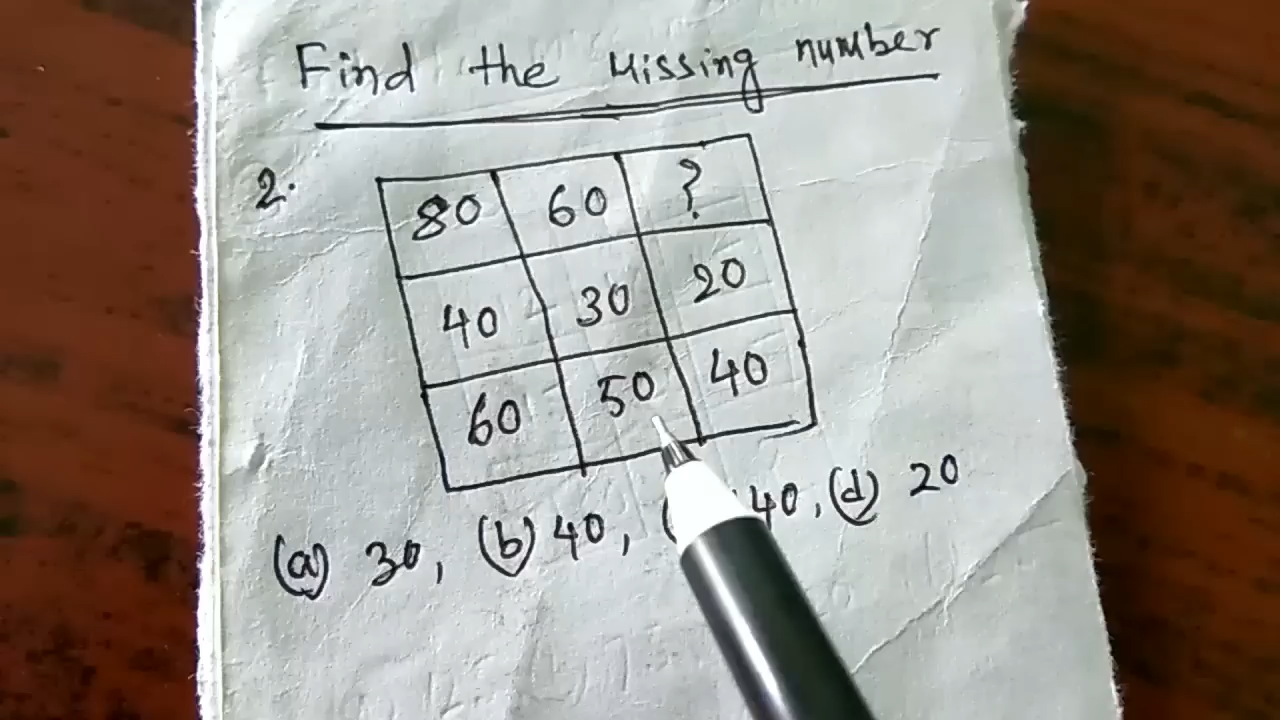 Find the Missing number
2.
80 60 ?
40 30 20
60 50 40
(a) 30, (b) 40, ( 40, (d) 20